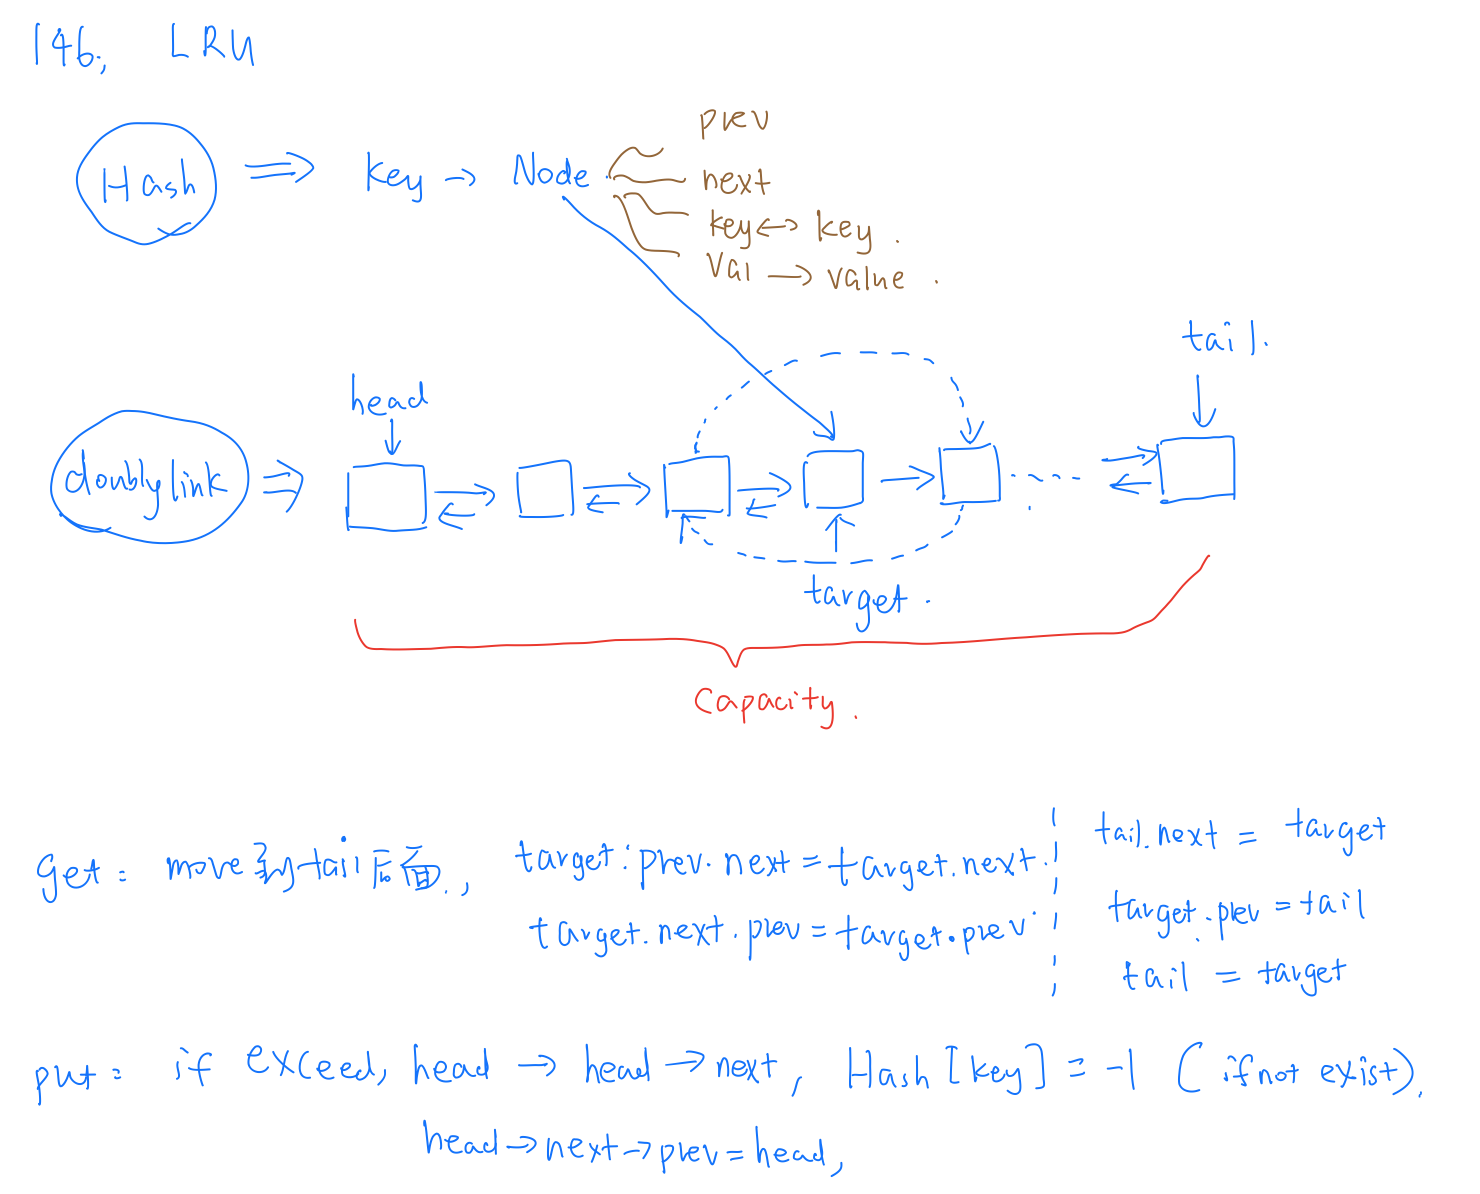 146, LRU
prev
Hash ⇒ key → Node next
key ↔ key.
val → value.
tail.
head
doubly link ⇒
target.
Capacity.
get: move到tail后面., target.prev.next = target.next. tail.next = target
target.next.prev = target.prev target.prev = tail
tail = target
put: if exceed, head → head → next, Hash [key] = -1 (if not exist).
head → next → prev = head,